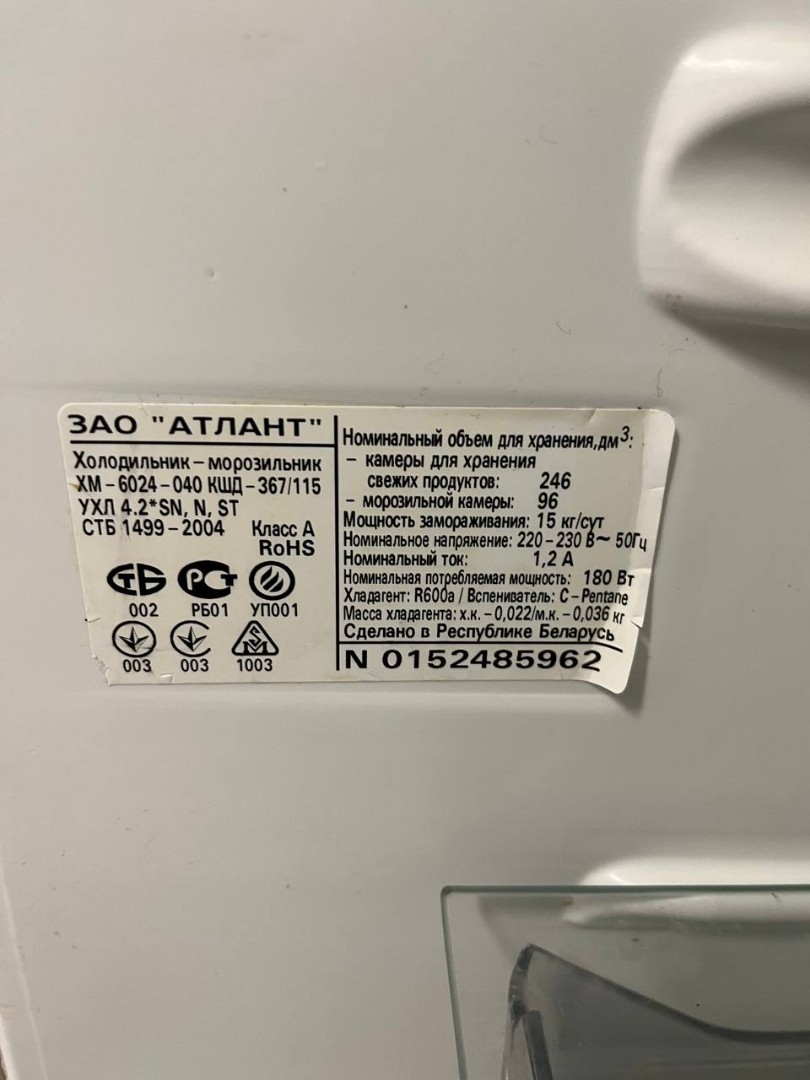 ЗАО "АТЛАНТ"
Холодильник – морозильник
ХМ – 6024 – 040 КШД – 367/115
УХЛ 4.2*SN, N, ST
СТБ 1499 – 2004 Класс А
RoHS
СТБ РСТ
002 РБ01 УП001
003 003 1003
Номинальный объем для хранения, дм³:
– камеры для хранения
свежих продуктов: 246
– морозильной камеры: 96
Мощность замораживания: 15 кг/сут
Номинальное напряжение: 220 – 230 В~ 50Гц
Номинальный ток: 1,2 А
Номинальная потребляемая мощность: 180 Вт
Хладагент: R600a / Вспениватель: C – Pentane
Масса хладагента: х.к. – 0,022/м.к. – 0,036 кг
Сделано в Республике Беларусь
N 0152485962